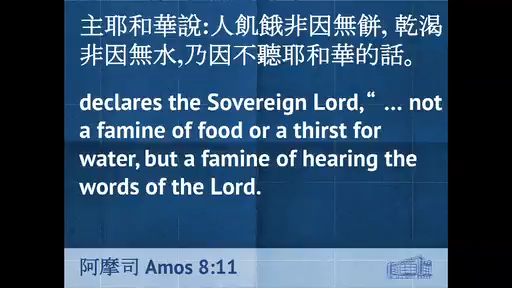 主耶和華說:人飢餓非因無餅, 乾渴
非因無水,乃因不聽耶和華的話。
declares the Sovereign Lord,“ … not
a famine of food or a thirst for
water, but a famine of hearing the
words of the Lord.
阿摩司 Amos 8:11